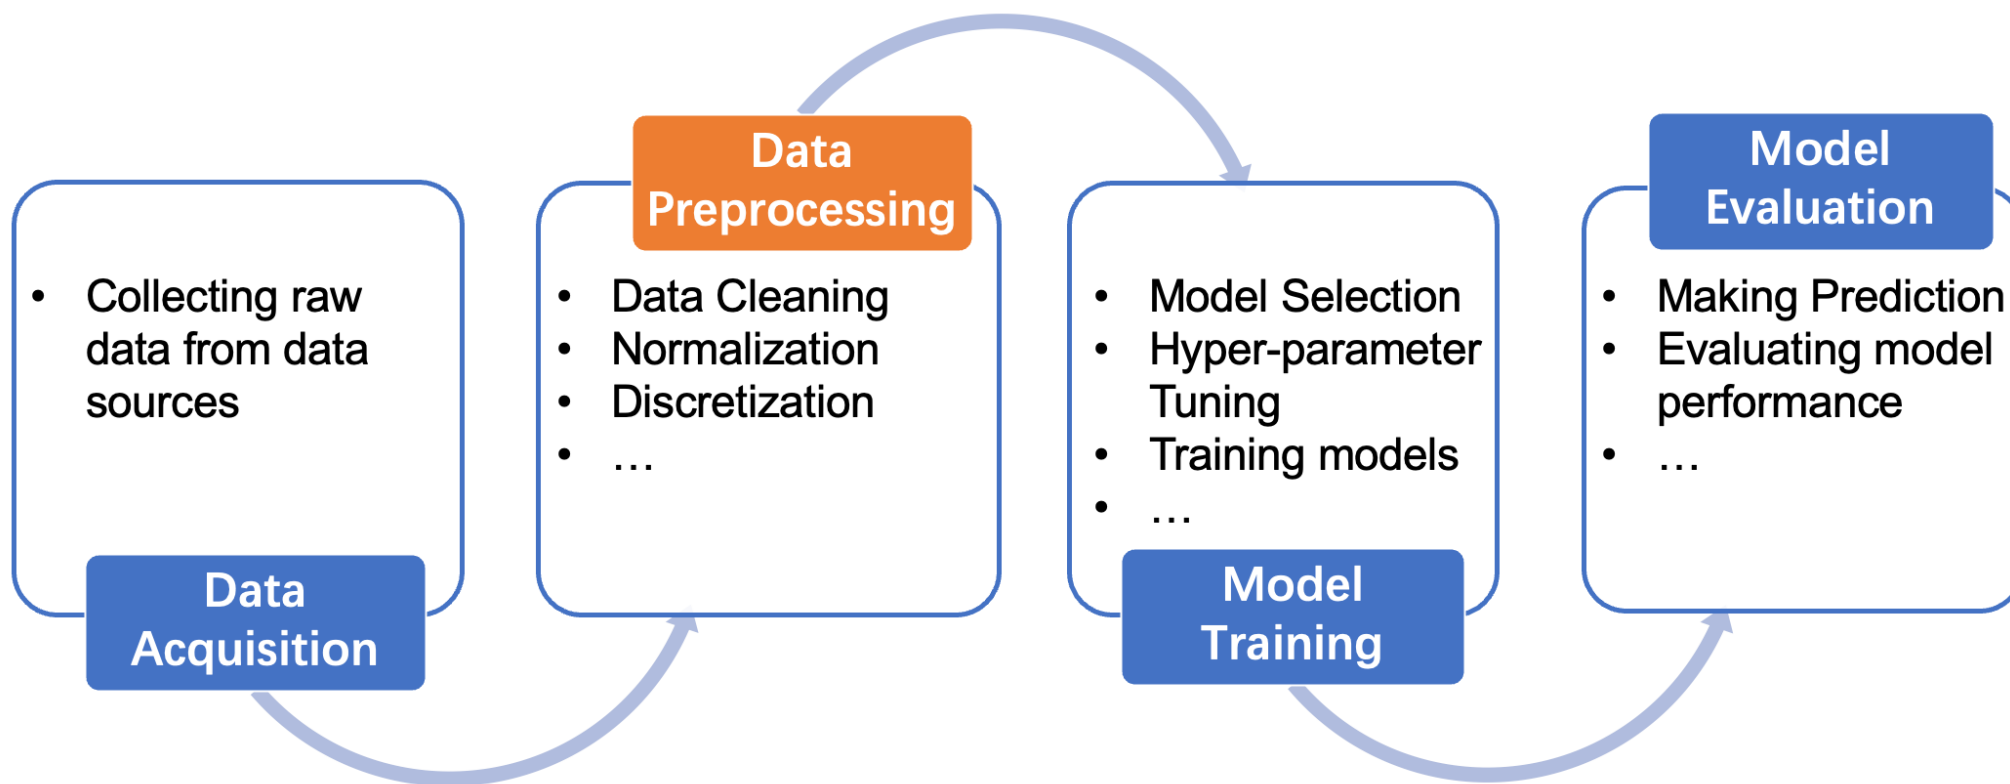 • Collecting raw
data from data
sources
Data
Acquisition
Data
Preprocessing
• Data Cleaning
• Normalization
• Discretization
• …
• Model Selection
• Hyper-parameter
Tuning
• Training models
• …
Model
Training
Model
Evaluation
• Making Prediction
• Evaluating model
performance
• …